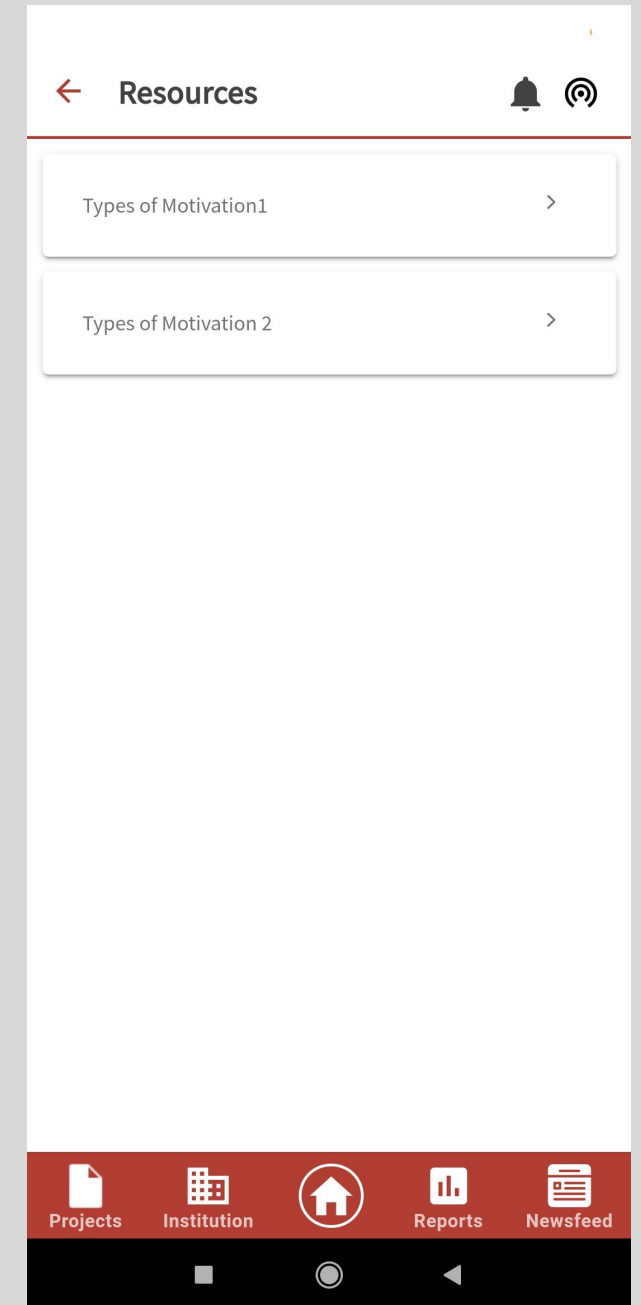 Resources
Types of Motivation1
Types of Motivation 2
Projects
Institution
Reports
Newsfeed